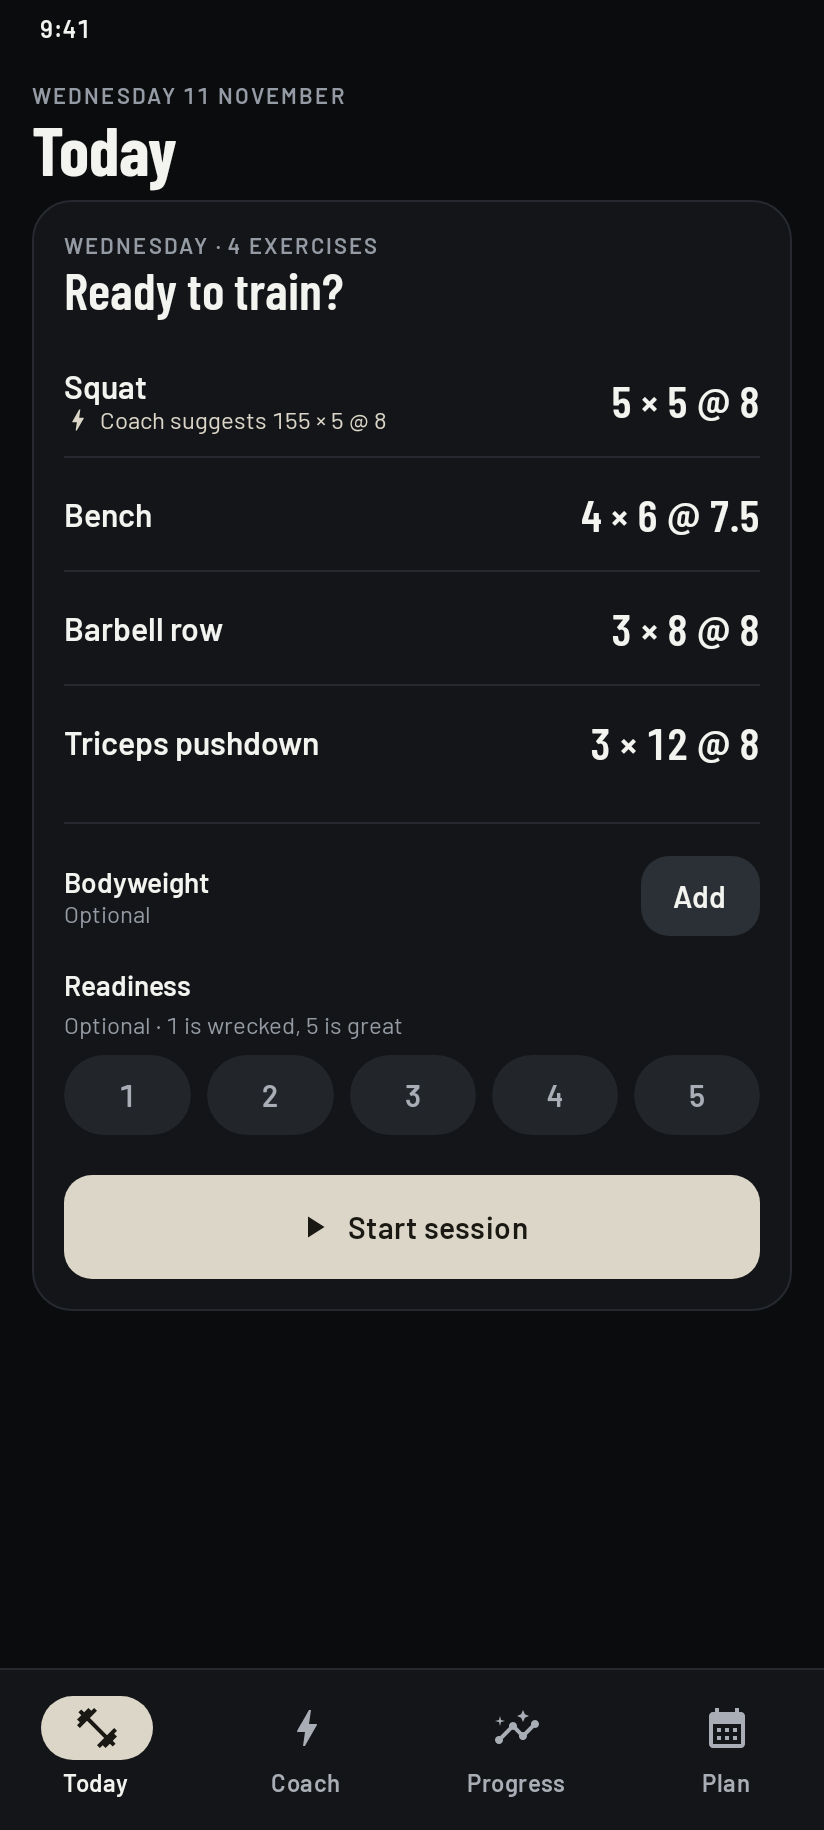 9:41
WEDNESDAY 11 NOVEMBER
Today
WEDNESDAY · 4 EXERCISES
Ready to train?
Squat
5 × 5 @ 8
Coach suggests 155 × 5 @ 8
Bench
4 × 6 @ 7.5
Barbell row
3 × 8 @ 8
Triceps pushdown
3 × 12 @ 8
Bodyweight
Optional
Add
Readiness
Optional · 1 is wrecked, 5 is great
1 2 3 4 5
Start session
Today Coach Progress Plan